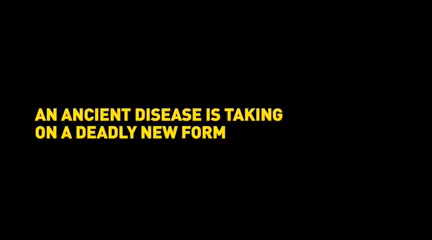 AN ANCIENT DISEASE IS TAKING
ON A DEADLY NEW FORM